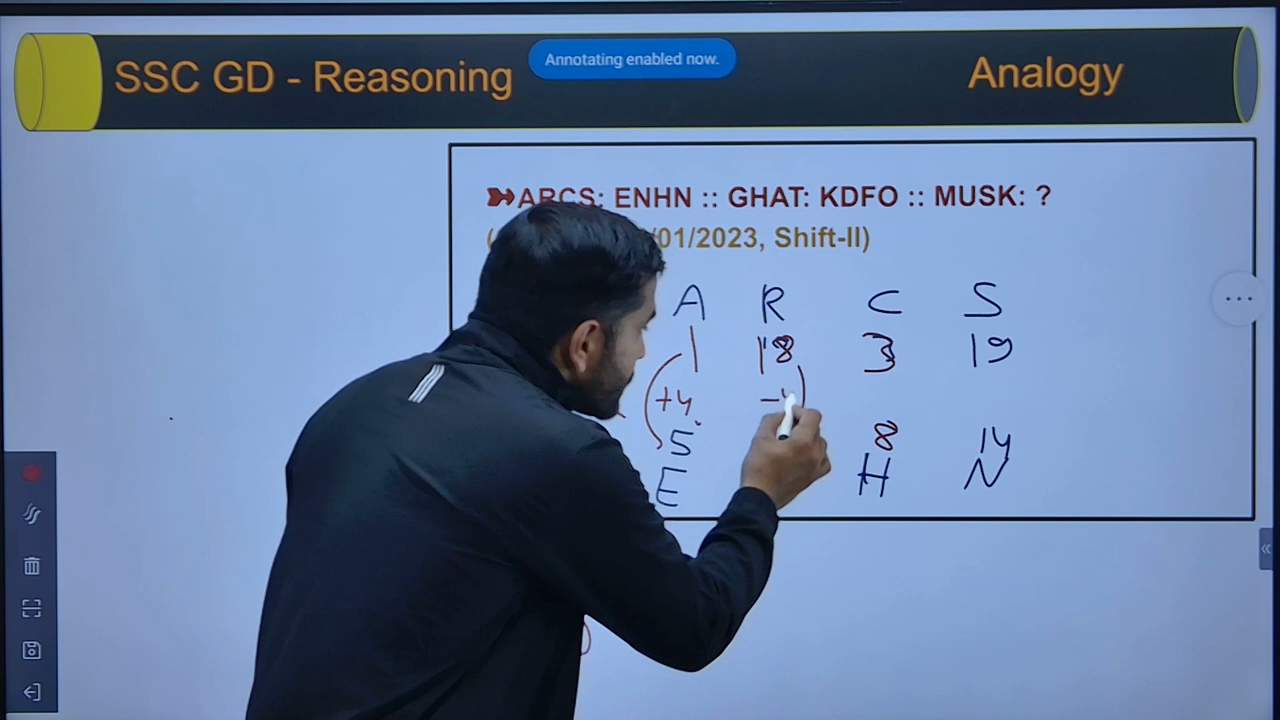 SSC GD - Reasoning
Annotating enabled now.
Analogy
ARCS: ENHN :: GHAT: KDFO :: MUSK: ?
/01/2023, Shift-II)
A R C S
1 18 3 19
+4 -4
5 8 14
E H N